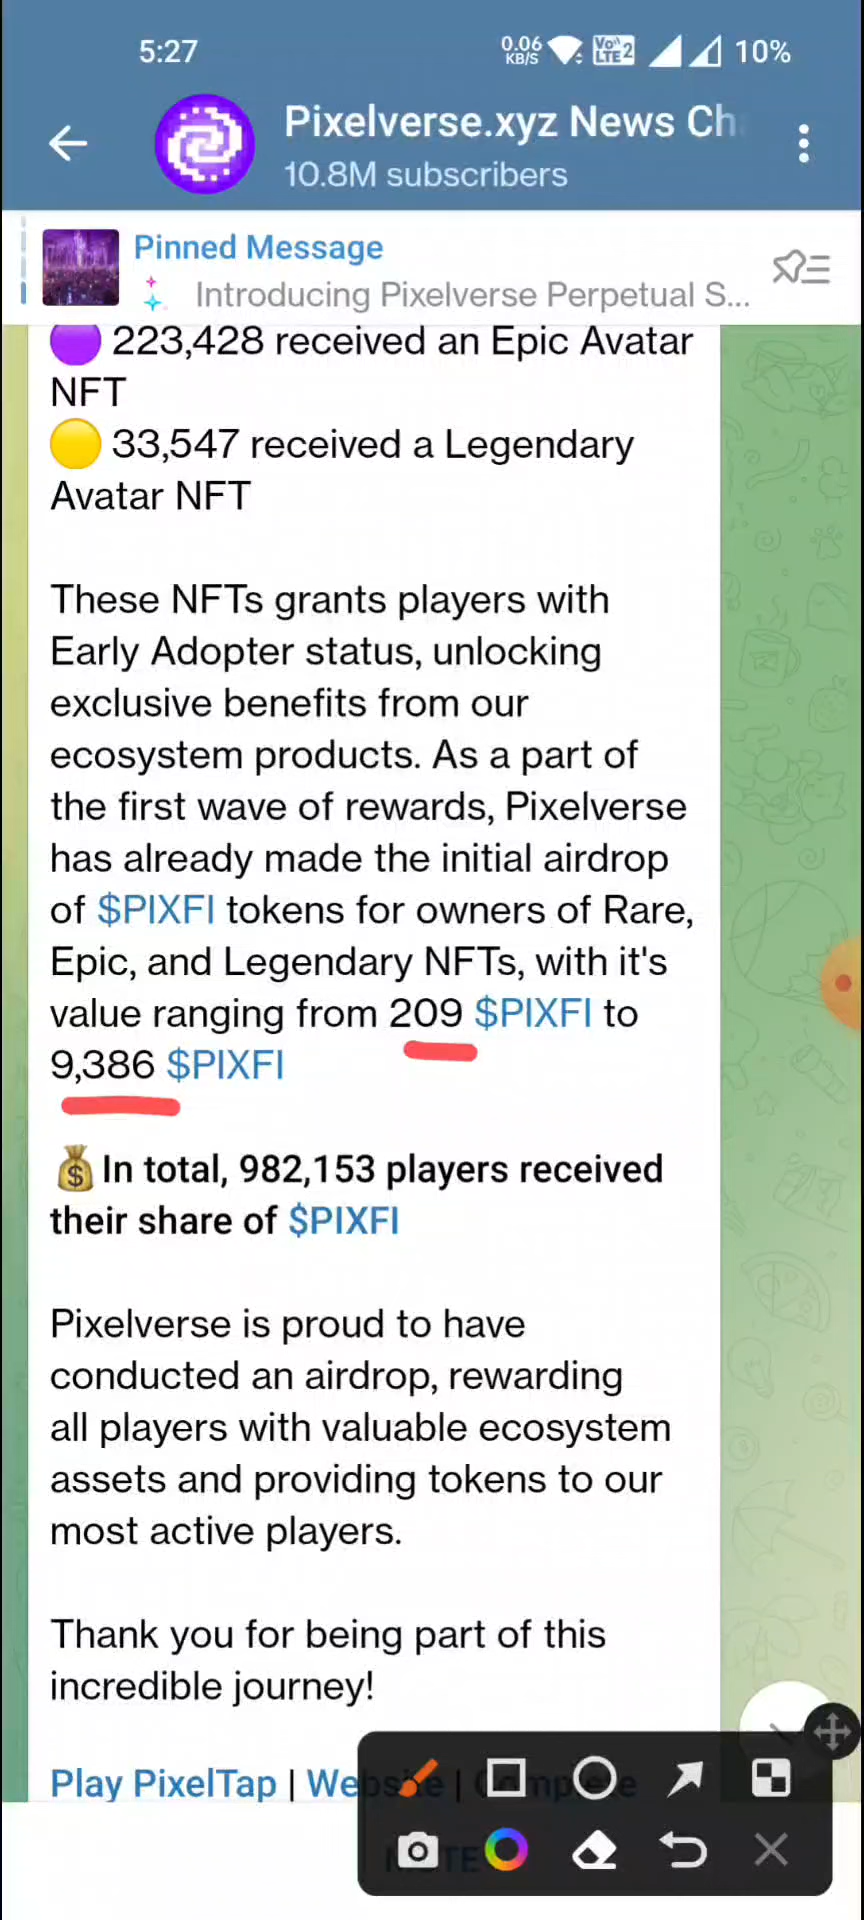 5:27
0.06 KB/S
Vo LTE 2
10%
Pixelverse.xyz News Ch
10.8M subscribers
Pinned Message
Introducing Pixelverse Perpetual S...
223,428 received an Epic Avatar
NFT
33,547 received a Legendary
Avatar NFT
These NFTs grants players with
Early Adopter status, unlocking
exclusive benefits from our
ecosystem products. As a part of
the first wave of rewards, Pixelverse
has already made the initial airdrop
of $PIXFI tokens for owners of Rare,
Epic, and Legendary NFTs, with it's
value ranging from 209 $PIXFI to
9,386 $PIXFI
In total, 982,153 players received
their share of $PIXFI
Pixelverse is proud to have
conducted an airdrop, rewarding
all players with valuable ecosystem
assets and providing tokens to our
most active players.
Thank you for being part of this
incredible journey!
Play PixelTap | Website | Complete
MUTE